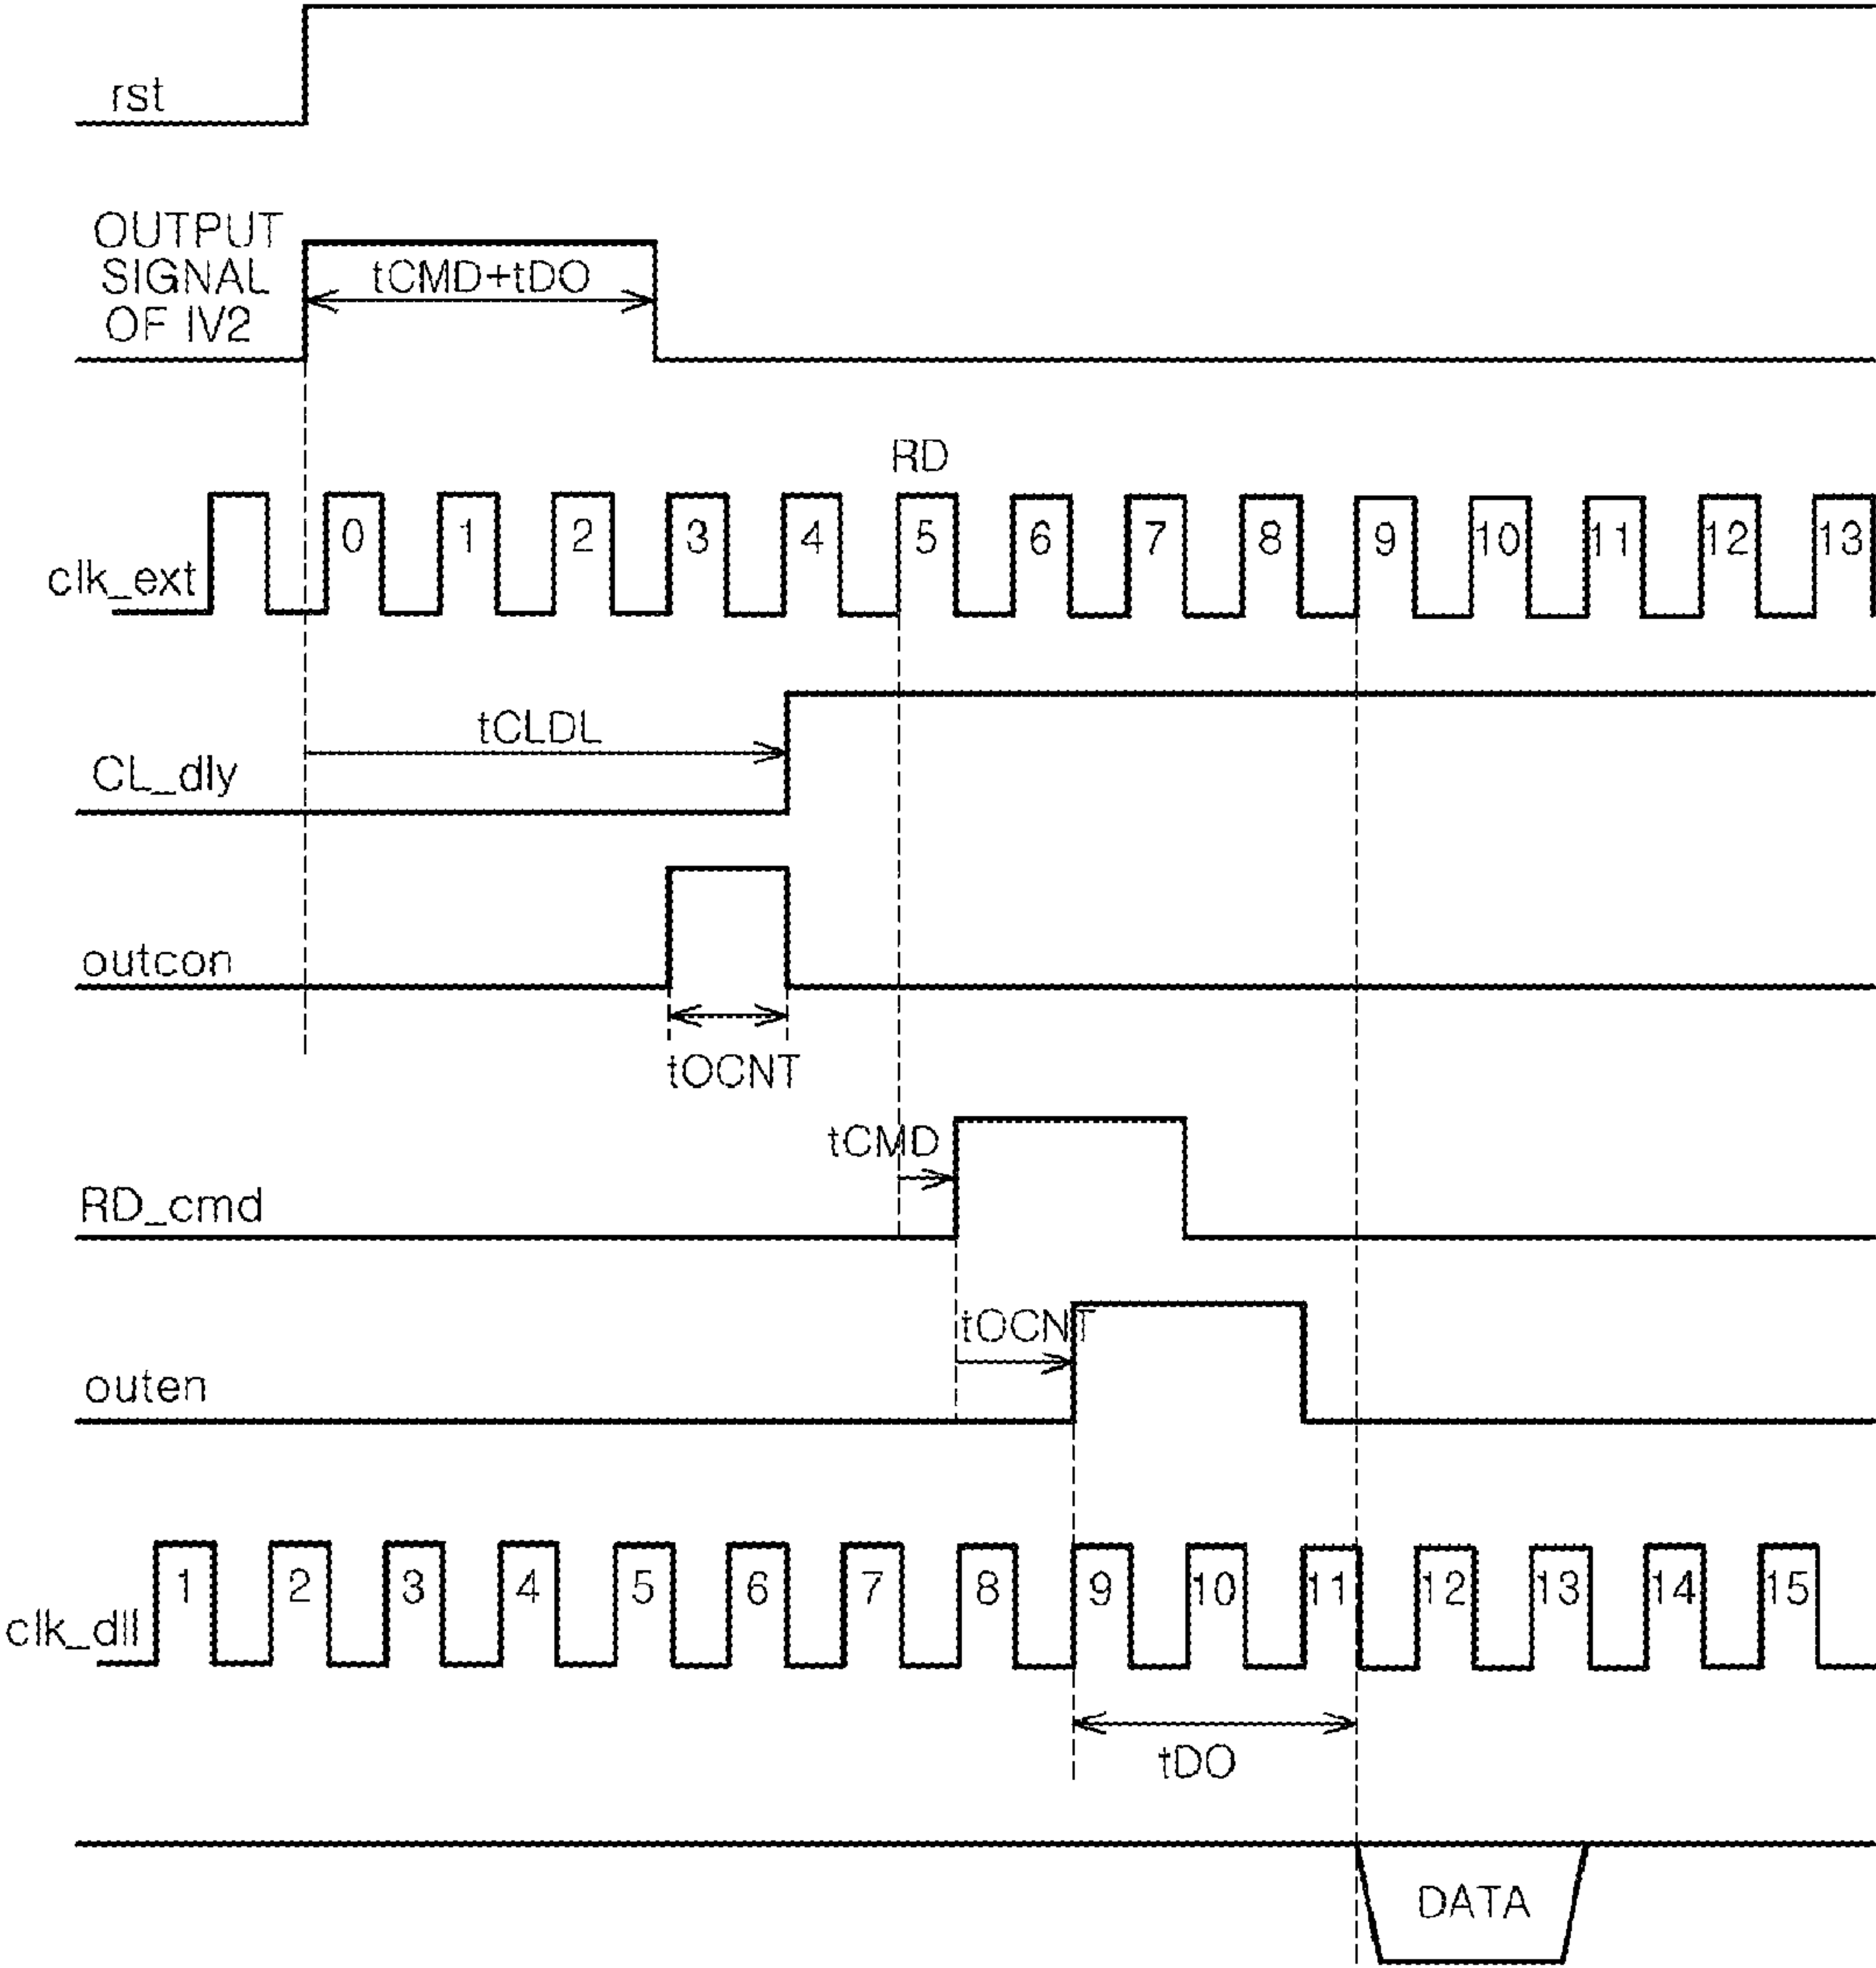 rst
OUTPUT
SIGNAL
OF IV2
tCMD+tDO
RD
clk_ext
0 1 2 3 4 5 6 7 8 9 10 11 12 13
tCLDL
CL_dly
outcon
tOCNT
tCMD
RD_cmd
tOCNT
outen
clk_dll
1 2 3 4 5 6 7 8 9 10 11 12 13 14 15
tDO
DATA